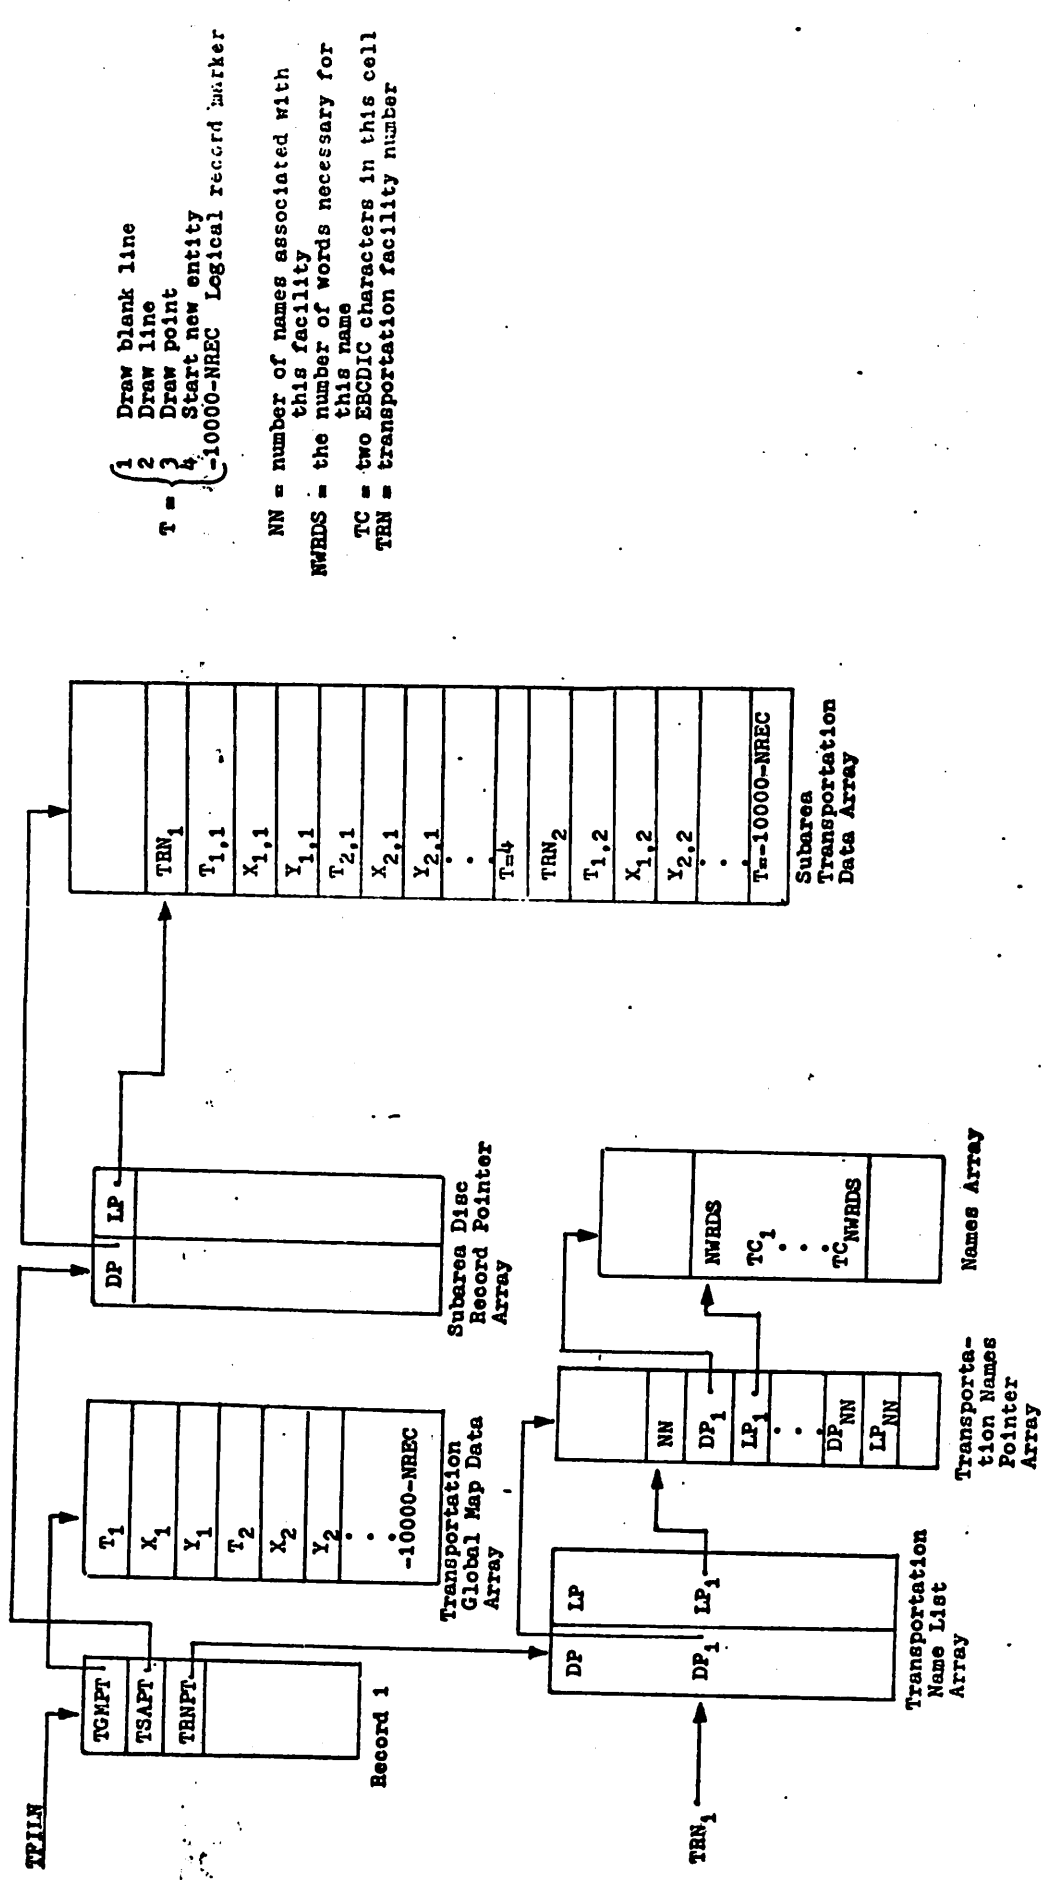 TFILN
TGMPT
TSAPT
TRNPT
Record 1
T1
X1
Y1
T2
X2
Y2
.
.
.
-10000-NREC
Transportation
Global Map Data
Array
DP LP
Subarea Disc
Record Pointer
Array
TRN1
T1,1
X1,1
Y1,1
T2,1
X2,1
Y2,1
.
.
.
T=4
TRN2
T1,2
X1,2
Y2,2
.
.
.
T=-10000-NREC
Subarea
Transportation
Data Array
T =
1 Draw blank line
2 Draw line
3 Draw point
4 Start new entity
-10000-NREC Logical record marker
NN = number of names associated with
this facility
NWRDS = the number of words necessary for
this name
TC = two EBCDIC characters in this cell
TRN = transportation facility number
TRNi
DP LP
DPi LPi
Transportation
Name List
Array
NN
DP1
LP1
.
.
.
DPNN
LPNN
Transporta-
tion Names
Pointer
Array
NWRDS
TC1
.
.
.
TCNWRDS
Names Array